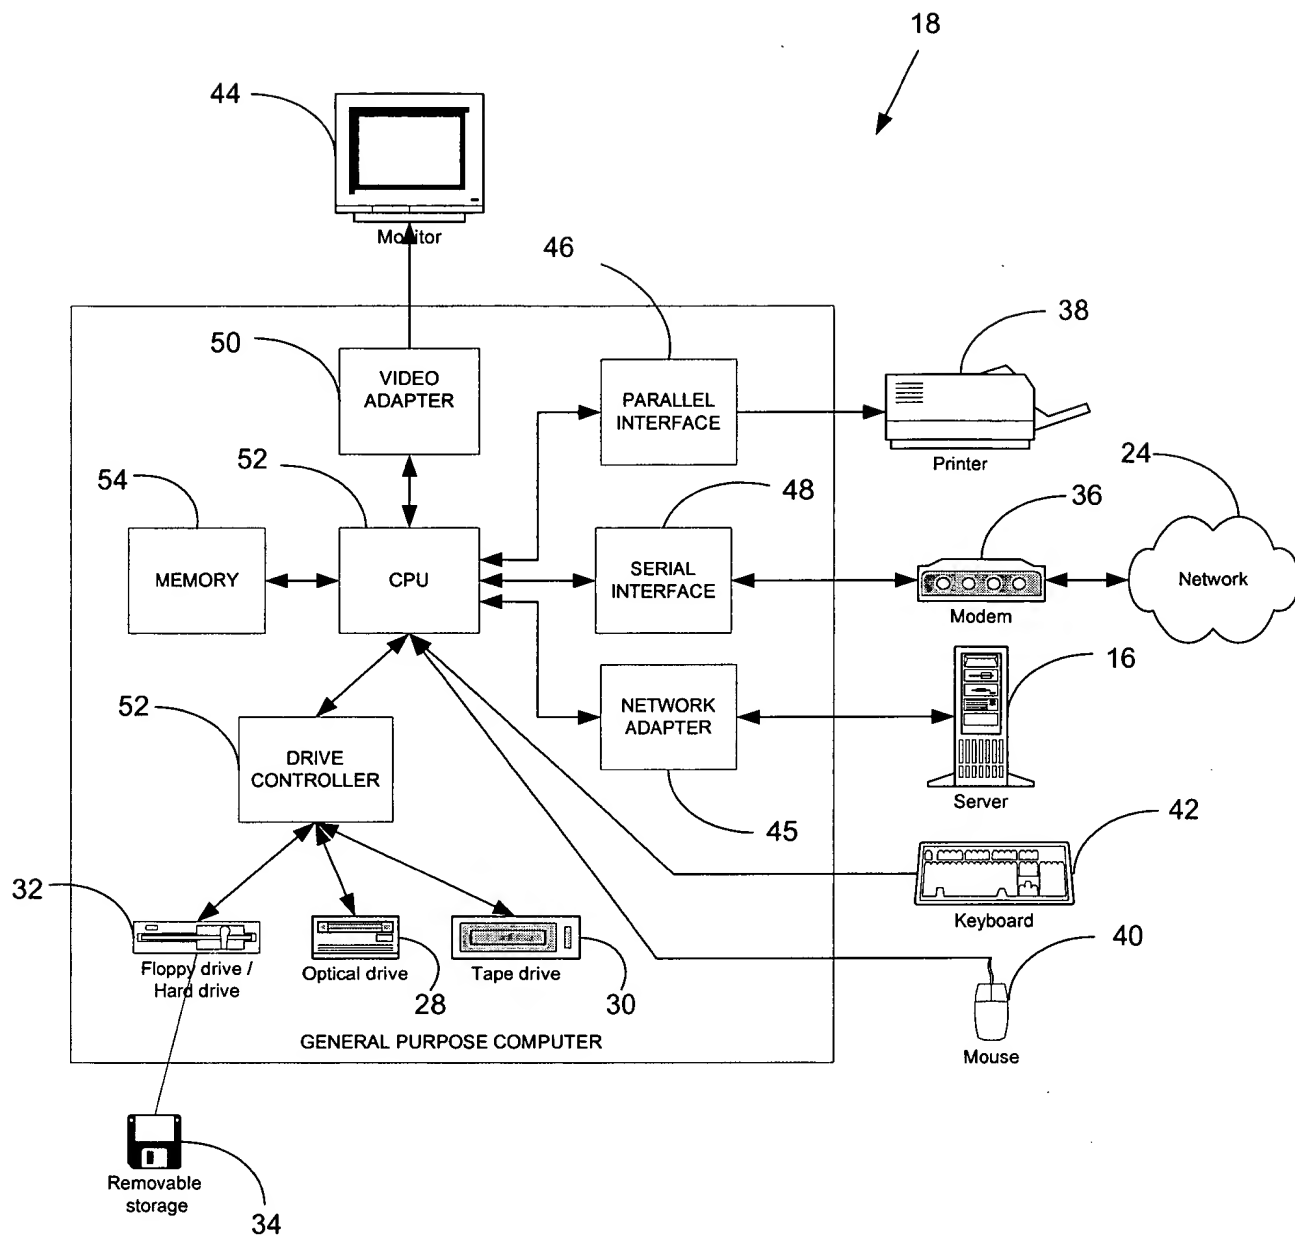 18
44
Monitor
46
38
50
VIDEO
ADAPTER
PARALLEL
INTERFACE
Printer
52
24
54
48
36
MEMORY
CPU
SERIAL
INTERFACE
Network
Modem
16
52
NETWORK
ADAPTER
DRIVE
CONTROLLER
Server
45
42
32
Keyboard
40
Floppy drive /
Hard drive
Optical drive
Tape drive
28
30
GENERAL PURPOSE COMPUTER
Mouse
Removable
storage
34